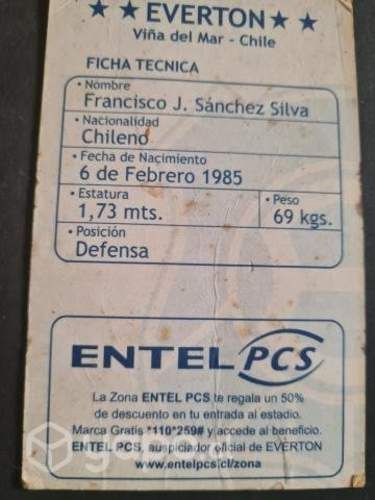 ★ ★ EVERTON ★ ★
Viña del Mar - Chile
FICHA TECNICA
• Nombre
Francisco J. Sánchez Silva
• Nacionalidad
Chileno
• Fecha de Nacimiento
6 de Febrero 1985
• Estatura
1,73 mts.
• Peso
69 kgs.
• Posición
Defensa
ENTEL PCS
La Zona ENTEL PCS te regala un 50%
de descuento en tu entrada al estadio.
Marca Gratis *110*259# y accede al beneficio.
ENTEL PCS, auspiciador oficial de EVERTON
www.entelpcs.cl/zona